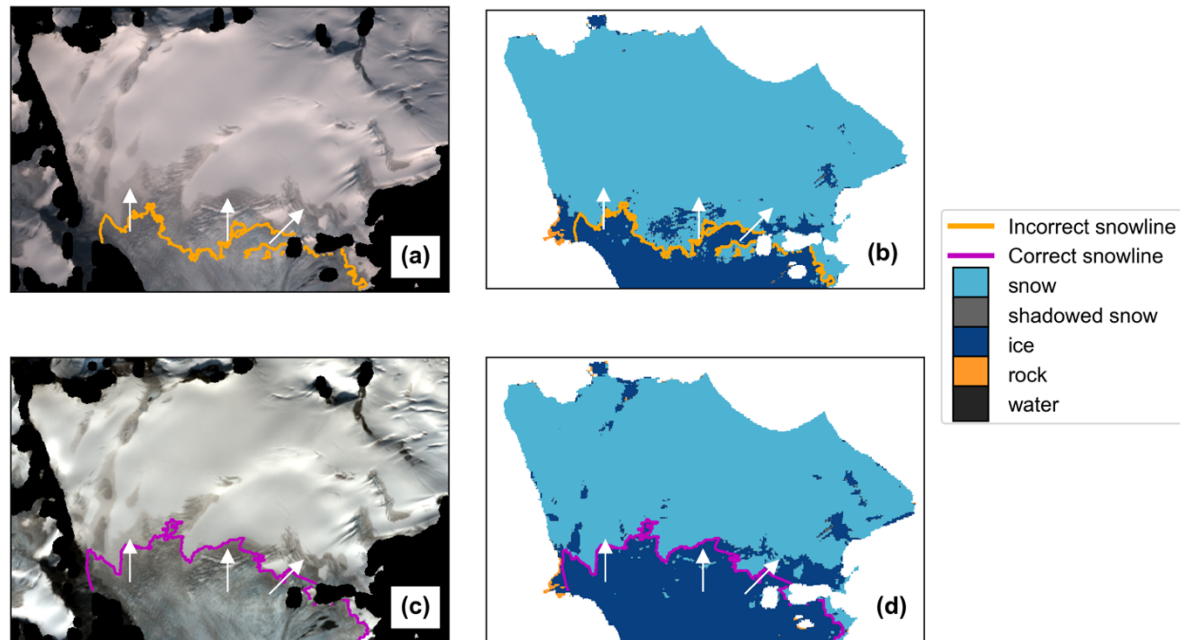 (a)
(b)
Incorrect snowline
Correct snowline
snow
shadowed snow
ice
rock
water
(c)
(d)